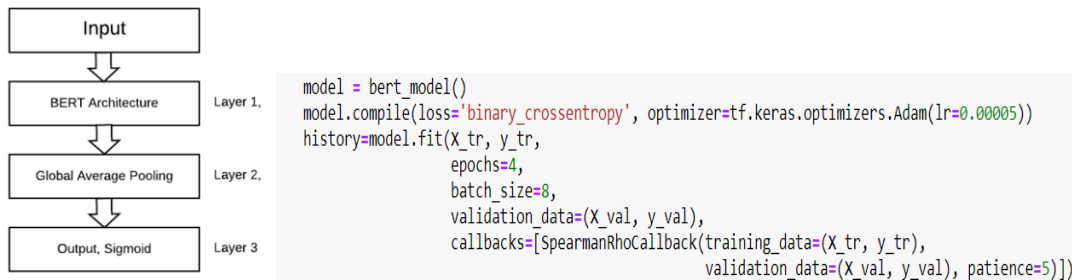 Input
BERT Architecture
Layer 1,
Global Average Pooling
Layer 2,
Output, Sigmoid
Layer 3
model = bert_model()
model.compile(loss='binary_crossentropy', optimizer=tf.keras.optimizers.Adam(lr=0.00005))
history=model.fit(X_tr, y_tr,
epochs=4,
batch_size=8,
validation_data=(X_val, y_val),
callbacks=[SpearmanRhoCallback(training_data=(X_tr, y_tr),
validation_data=(X_val, y_val), patience=5)])